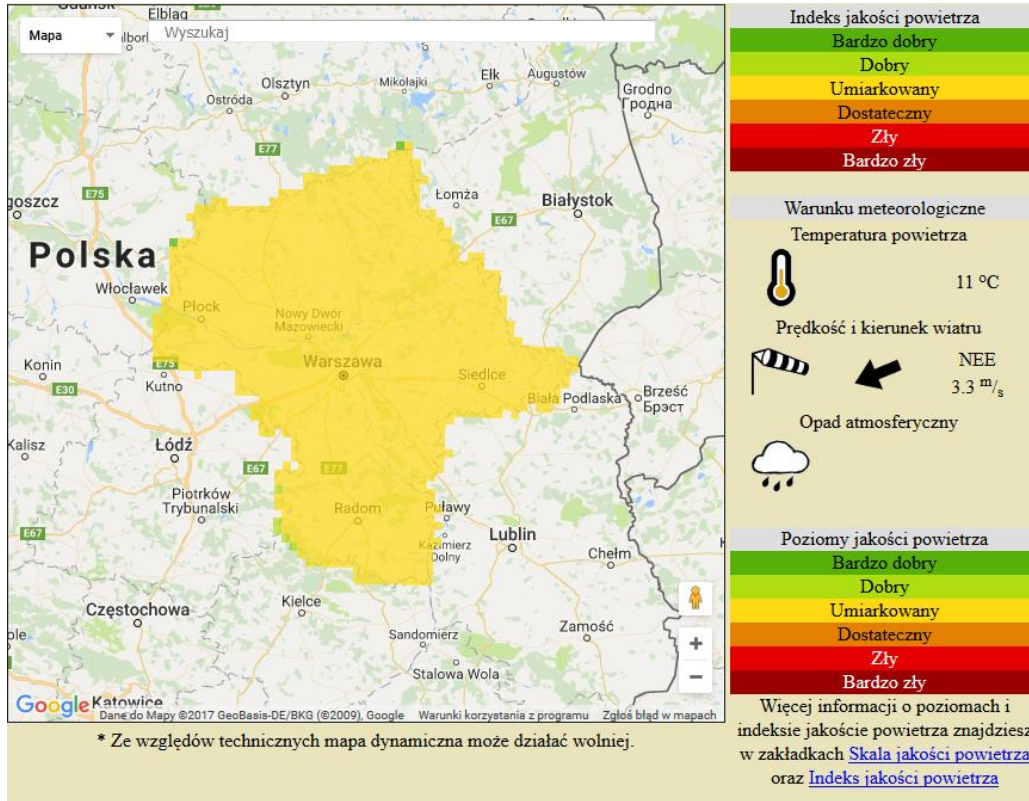 Gdańsk
Elbląg
Mapa
Wyszukaj
Olsztyn
Ostróda
Mikołajki
Ełk
Augustów
Grodno
Гродна
E77
E75
goszcz
Łomża
Białystok
E67
Polska
Włocławek
Płock
Nowy Dwór
Mazowiecki
Konin
E75
Kutno
Warszawa
Siedlce
E30
Biała Podlaska
Brześć
Брэст
Kalisz
Łódź
E67
E77
Piotrków
Trybunalski
Radom
Puławy
E67
Kazimierz
Dolny
Lublin
Chełm
Częstochowa
Kielce
Sandomierz
Zamość
ole
Stalowa Wola
Google
Katowice
Dane do Mapy ©2017 GeoBasis-DE/BKG (©2009), Google
Warunki korzystania z programu
Zgłoś błąd w mapach
* Ze względów technicznych mapa dynamiczna może działać wolniej.
Indeks jakości powietrza
Bardzo dobry
Dobry
Umiarkowany
Dostateczny
Zły
Bardzo zły
Warunku meteorologiczne
Temperatura powietrza
11 °C
Prędkość i kierunek wiatru
NEE
3.3 m/s
Opad atmosferyczny
Poziomy jakości powietrza
Bardzo dobry
Dobry
Umiarkowany
Dostateczny
Zły
Bardzo zły
Więcej informacji o poziomach i
indeksie jakoście powietrza znajdziesz
w zakładkach Skala jakości powietrza
oraz Indeks jakości powietrza